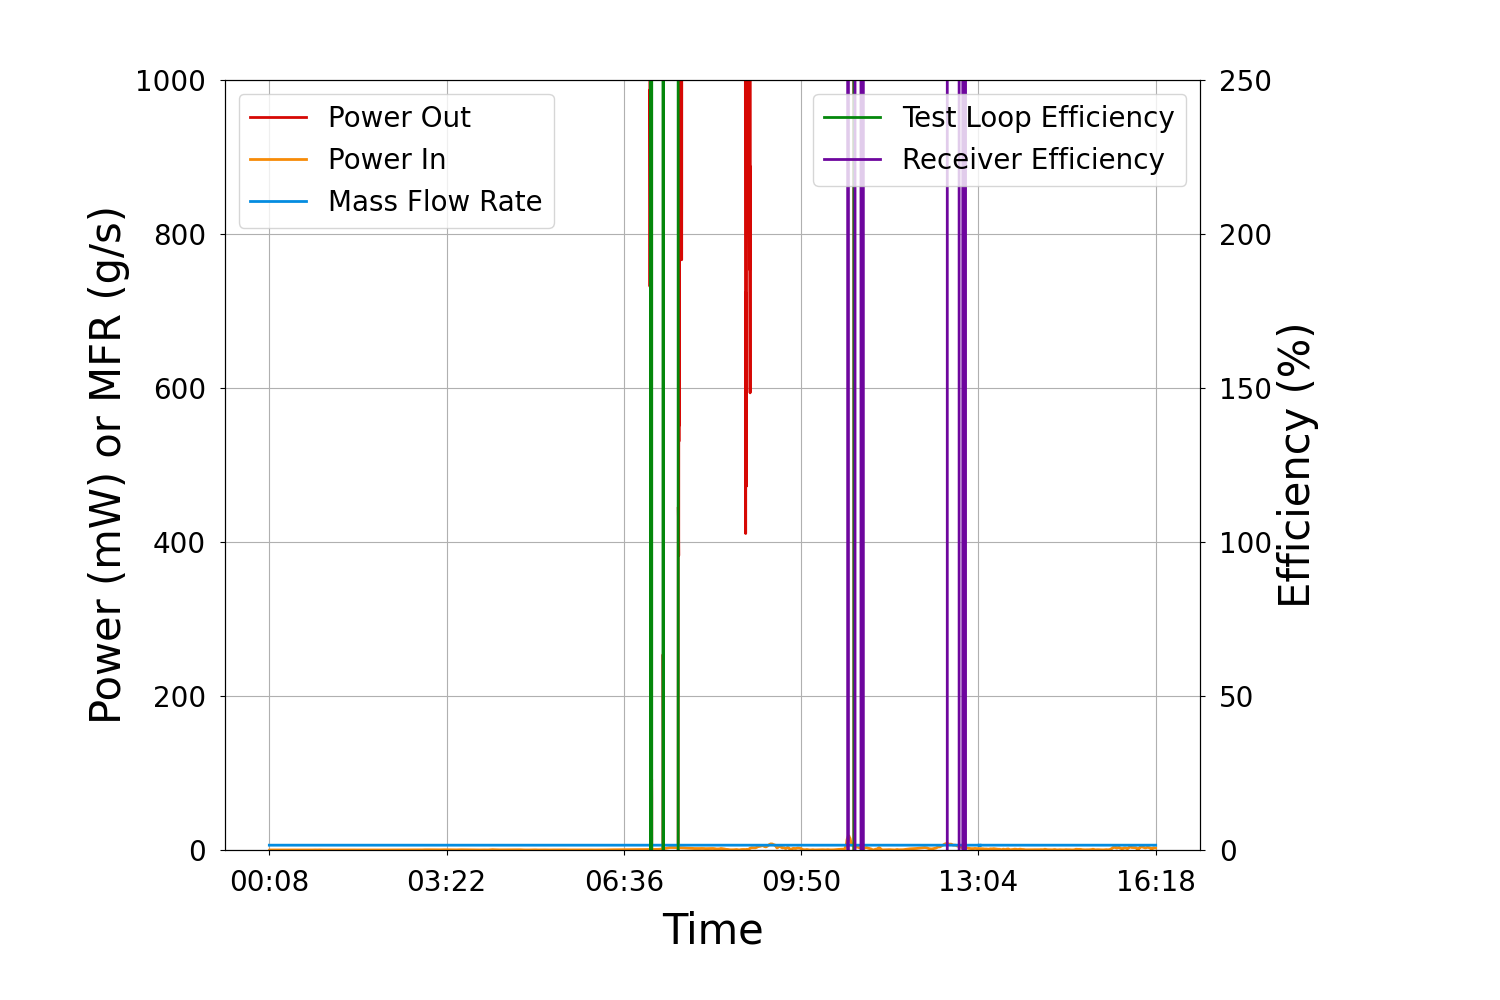 1000
800
600
400
200
0
Power (mW) or MFR (g/s)
Power Out
Power In
Mass Flow Rate
Test Loop Efficiency
Receiver Efficiency
250
200
150
100
50
0
Efficiency (%)
00:08 03:22 06:36 09:50 13:04 16:18
Time